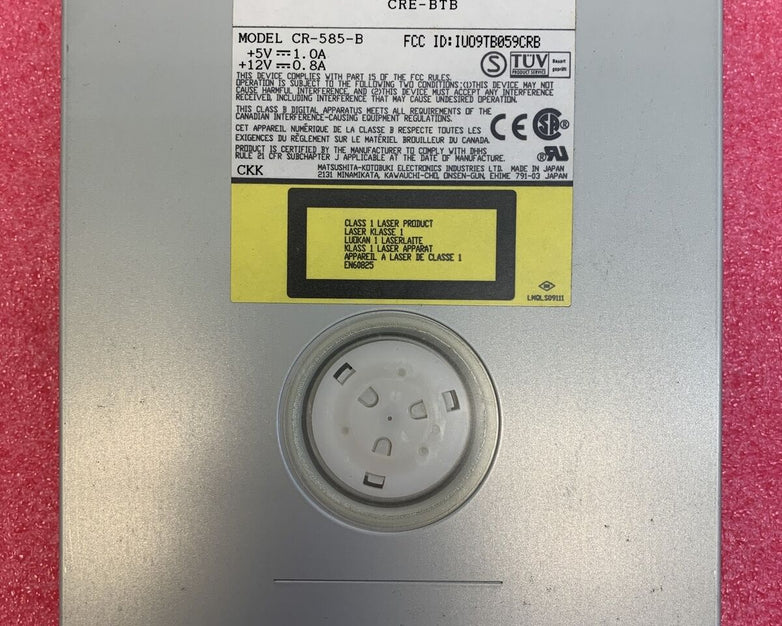 CRE-BTB
MODEL CR-585-B FCC ID:IUO9TB059CRB
+5V⎓1.0A
+12V⎓0.8A
S TÜV PRODUCT SERVICE Bauart geprüft
THIS DEVICE COMPLIES WITH PART 15 OF THE FCC RULES.
OPERATION IS SUBJECT TO THE FOLLOWING TWO CONDITIONS:(1)THIS DEVICE MAY NOT
CAUSE HARMFUL INTERFERENCE, AND (2)THIS DEVICE MUST ACCEPT ANY INTERFERENCE
RECEIVED, INCLUDING INTERFERENCE THAT MAY CAUSE UNDESIRED OPERATION.
THIS CLASS B DIGITAL APPARATUS MEETS ALL REQUIREMENTS OF THE
CANADIAN INTERFERENCE-CAUSING EQUIPMENT REGULATIONS.
CET APPAREIL NUMÉRIQUE DE LA CLASSE B RESPECTE TOUTES LES
EXIGENCES DU RÈGLEMENT SUR LE MATÉRIEL BROUILLEUR DU CANADA.
CE SA ®
PRODUCT IS CERTIFIED BY THE MANUFACTURER TO COMPLY WITH DHHS
RULE 21 CFR SUBCHAPTER J APPLICABLE AT THE DATE OF MANUFACTURE.
CKK MATSUSHITA-KOTOBUKI ELECTRONICS INDUSTRIES LTD. MADE IN JAPAN
2131 MINAMIKATA, KAWAUCHI-CHO, ONSEN-GUN, EHIME 791-03 JAPAN
CLASS 1 LASER PRODUCT
LASER KLASSE 1
LUOKAN 1 LASERLAITE
KLASS 1 LASER APPARAT
APPAREIL A LASER DE CLASSE 1
EN60825
LMQLS09111